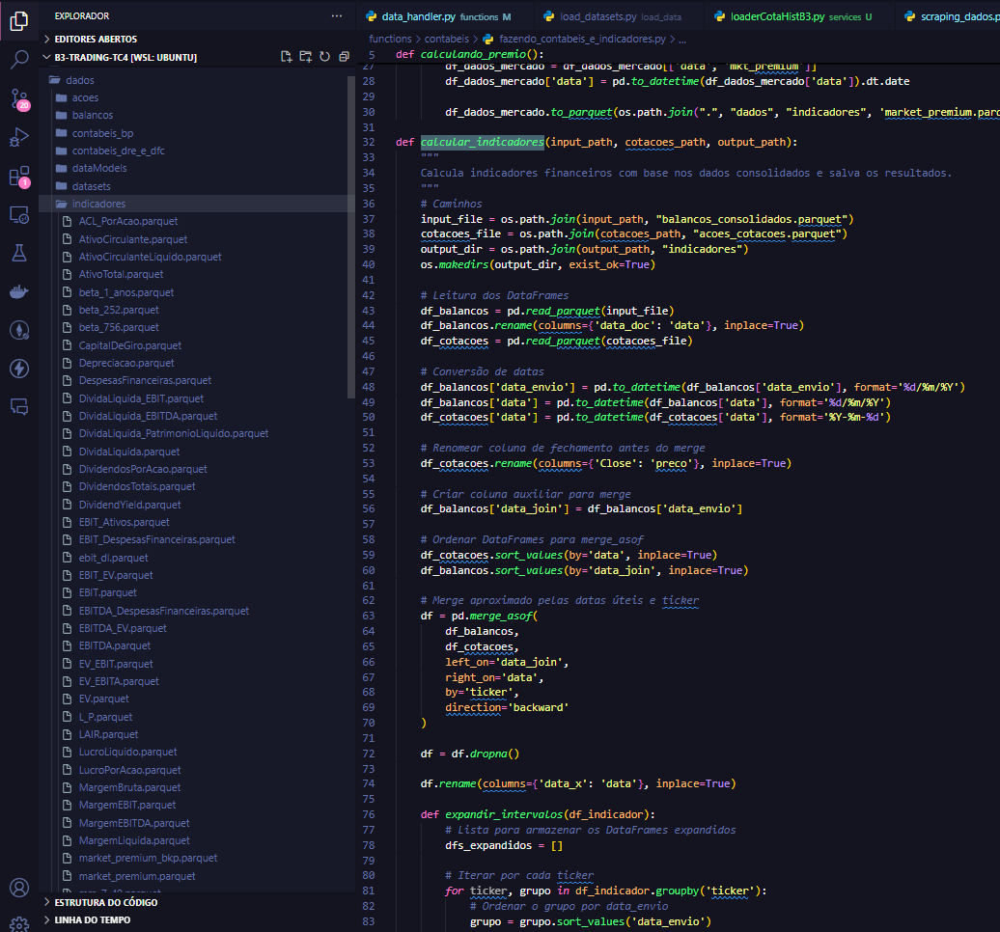 EXPLORADOR
EDITORES ABERTOS
B3-TRADING-TC4 [WSL: UBUNTU]
dados
acoes
balancos
contabeis_bp
contabeis_dre_e_dfc
dataModels
datasets
indicadores
ACL_PorAcao.parquet
AtivoCirculante.parquet
AtivoCirculanteLiquido.parquet
AtivoTotal.parquet
beta_1_anos.parquet
beta_252.parquet
beta_756.parquet
CapitalDeGiro.parquet
Depreciacao.parquet
DespesasFinanceiras.parquet
DividaLiquida_EBIT.parquet
DividaLiquida_EBITDA.parquet
DividaLiquida_PatrimonioLiquido.parquet
DividaLiquida.parquet
DividendosPorAcao.parquet
DividendosTotais.parquet
DividendYield.parquet
EBIT_Ativos.parquet
EBIT_DespesasFinanceiras.parquet
ebit_dl.parquet
EBIT_EV.parquet
EBIT.parquet
EBITDA_DespesasFinanceiras.parquet
EBITDA_EV.parquet
EBITDA.parquet
EV_EBIT.parquet
EV_EBITA.parquet
EV.parquet
L_P.parquet
LAIR.parquet
LucroLiquido.parquet
LucroPorAcao.parquet
MargemBruta.parquet
MargemEBIT.parquet
MargemEBITDA.parquet
MargemLiquida.parquet
market_premium_bkp.parquet
market_premium.parquet
ESTRUTURA DO CÓDIGO
LINHA DO TEMPO
20
1
data_handler.py functions M
load_datasets.py load_data
loaderCotaHistB3.py services U
scraping_dados.p
functions > contabeis > fazendo_contabeis_e_indicadores.py > ...
5 def calculando_premio():
27 df_dados_mercado = df_dados_mercado[['data', 'mkt_premium']]
28 df_dados_mercado['data'] = pd.to_datetime(df_dados_mercado['data']).dt.date
29
30 df_dados_mercado.to_parquet(os.path.join(".", "dados", "indicadores", 'market_premium.parq
31
32 def calcular_indicadores(input_path, cotacoes_path, output_path):
33 """
34 Calcula indicadores financeiros com base nos dados consolidados e salva os resultados.
35 """
36 # Caminhos
37 input_file = os.path.join(input_path, "balancos_consolidados.parquet")
38 cotacoes_file = os.path.join(cotacoes_path, "acoes_cotacoes.parquet")
39 output_dir = os.path.join(output_path, "indicadores")
40 os.makedirs(output_dir, exist_ok=True)
41
42 # Leitura dos DataFrames
43 df_balancos = pd.read_parquet(input_file)
44 df_balancos.rename(columns={'data_doc': 'data'}, inplace=True)
45 df_cotacoes = pd.read_parquet(cotacoes_file)
46
47 # Conversão de datas
48 df_balancos['data_envio'] = pd.to_datetime(df_balancos['data_envio'], format='%d/%m/%Y')
49 df_balancos['data'] = pd.to_datetime(df_balancos['data'], format='%d/%m/%Y')
50 df_cotacoes['data'] = pd.to_datetime(df_cotacoes['data'], format='%Y-%m-%d')
51
52 # Renomear coluna de fechamento antes do merge
53 df_cotacoes.rename(columns={'Close': 'preco'}, inplace=True)
54
55 # Criar coluna auxiliar para merge
56 df_balancos['data_join'] = df_balancos['data_envio']
57
58
59 # Ordenar DataFrames para merge_asof
59 df_cotacoes.sort_values(by='data', inplace=True)
60 df_balancos.sort_values(by='data_join', inplace=True)
61
62 # Merge aproximado pelas datas úteis e ticker
63 df = pd.merge_asof(
64 df_balancos,
65 df_cotacoes,
66 left_on='data_join',
67 right_on='data',
68 by='ticker',
69 direction='backward'
70 )
71
72 df = df.dropna()
73
74 df.rename(columns={'data_x': 'data'}, inplace=True)
75
76 def expandir_intervalos(df_indicador):
77 # Lista para armazenar os DataFrames expandidos
78 dfs_expandidos = []
79
80 # Iterar por cada ticker
81 for ticker, grupo in df_indicador.groupby('ticker'):
82 # Ordenar o grupo por data_envio
83 grupo = grupo.sort_values('data_envio')